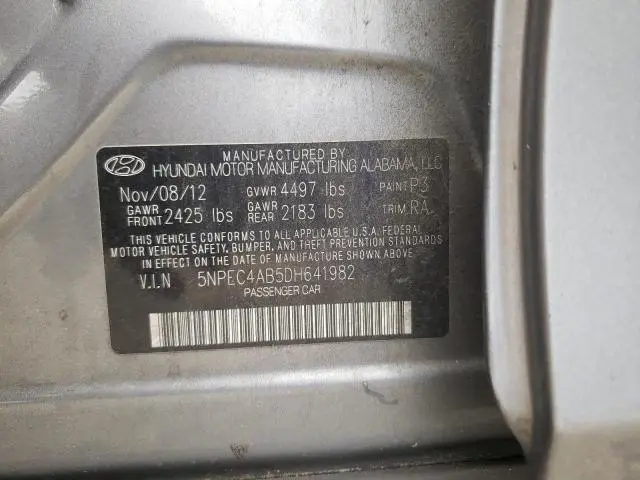 MANUFACTURED BY
HYUNDAI MOTOR MANUFACTURING ALABAMA, LLC
Nov/08/12 GVWR 4497 lbs PAINT P3
GAWR FRONT 2425 lbs GAWR REAR 2183 lbs TRIM RA
THIS VEHICLE CONFORMS TO ALL APPLICABLE U.S.A. FEDERAL
MOTOR VEHICLE SAFETY, BUMPER, AND THEFT PREVENTION STANDARDS
IN EFFECT ON THE DATE OF MANUFACTURE SHOWN ABOVE
V.I.N 5NPEC4AB5DH641982
PASSENGER CAR